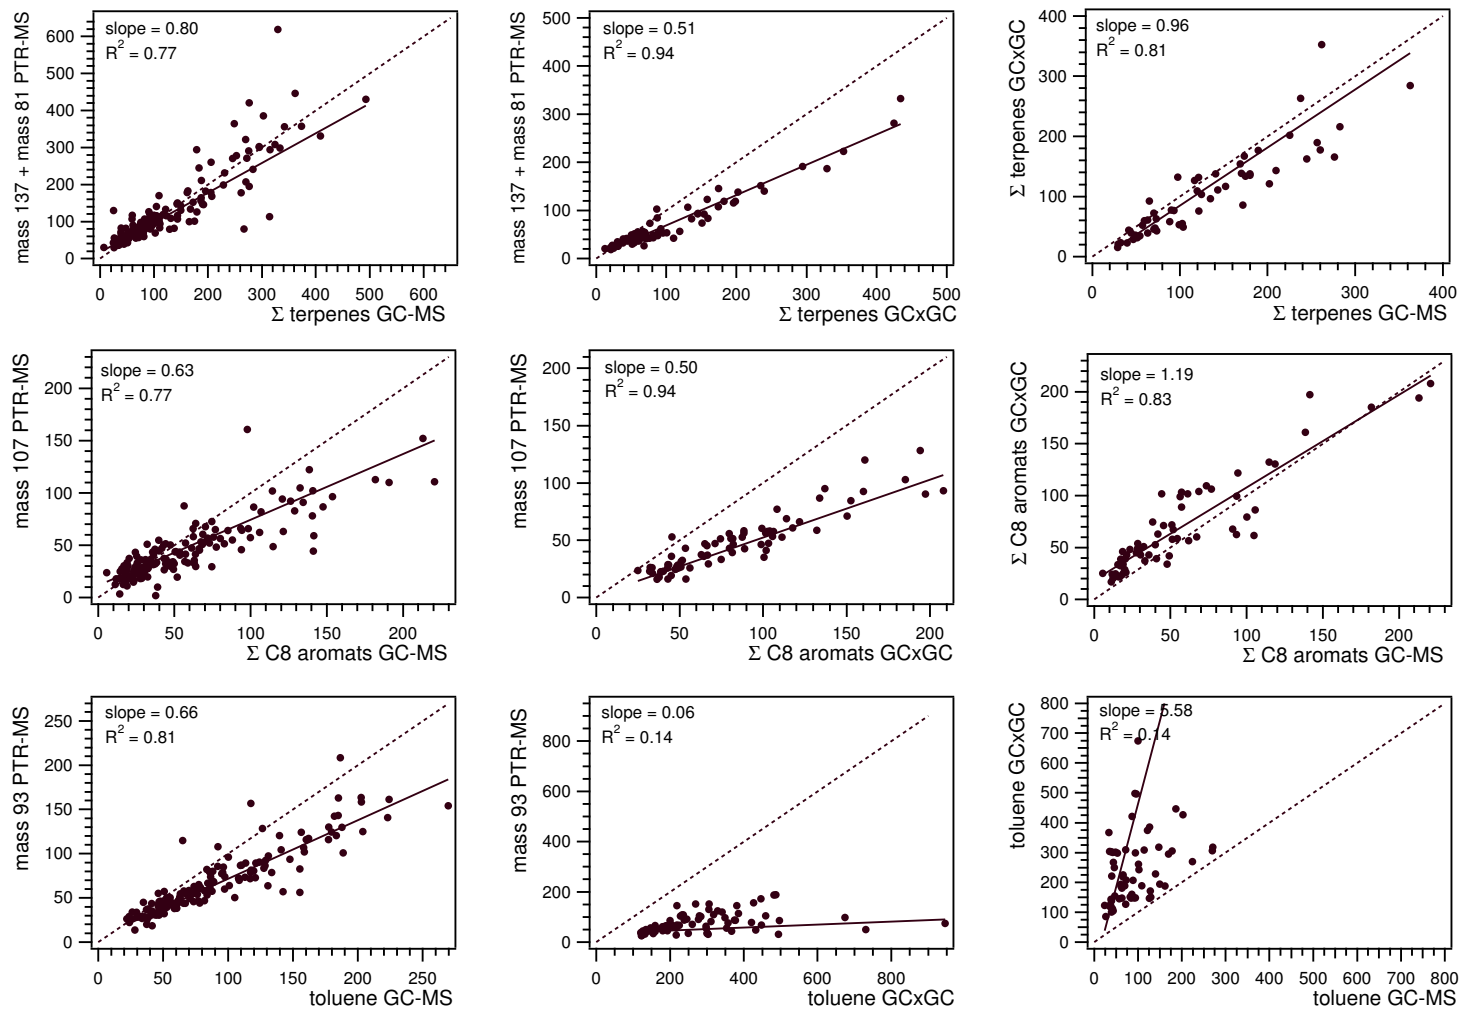 mass 137 + mass 81 PTR-MS
slope = 0.80
R2 = 0.77
600
500
400
300
200
100
0
0 100 200 300 400 500 600
Σ terpenes GC-MS
mass 137 + mass 81 PTR-MS
slope = 0.51
R2 = 0.94
500
400
300
200
100
0
0 100 200 300 400 500
Σ terpenes GCxGC
Σ terpenes GCxGC
slope = 0.96
R2 = 0.81
400
300
200
100
0
0 100 200 300 400
Σ terpenes GC-MS
mass 107 PTR-MS
slope = 0.63
R2 = 0.77
200
150
100
50
0
0 50 100 150 200
Σ C8 aromats GC-MS
mass 107 PTR-MS
slope = 0.50
R2 = 0.94
200
150
100
50
0
0 50 100 150 200
Σ C8 aromats GCxGC
Σ C8 aromats GCxGC
slope = 1.19
R2 = 0.83
200
150
100
50
0
0 50 100 150 200
Σ C8 aromats GC-MS
mass 93 PTR-MS
slope = 0.66
R2 = 0.81
250
200
150
100
50
0
0 50 100 150 200 250
toluene GC-MS
mass 93 PTR-MS
slope = 0.06
R2 = 0.14
800
600
400
200
0
0 200 400 600 800
toluene GCxGC
toluene GCxGC
slope = 5.58
R2 = 0.14
800
700
600
500
400
300
200
100
0
0 100 200 300 400 500 600 700 800
toluene GC-MS